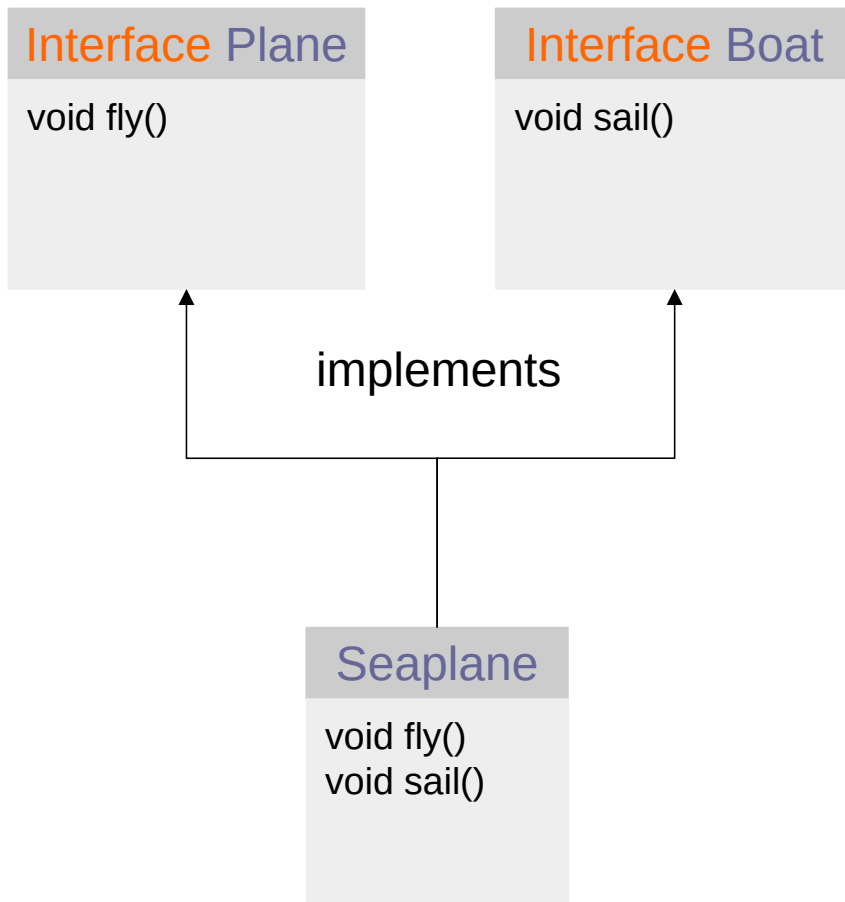 Interface Plane
void fly()
Interface Boat
void sail()
implements
Seaplane
void fly()
void sail()